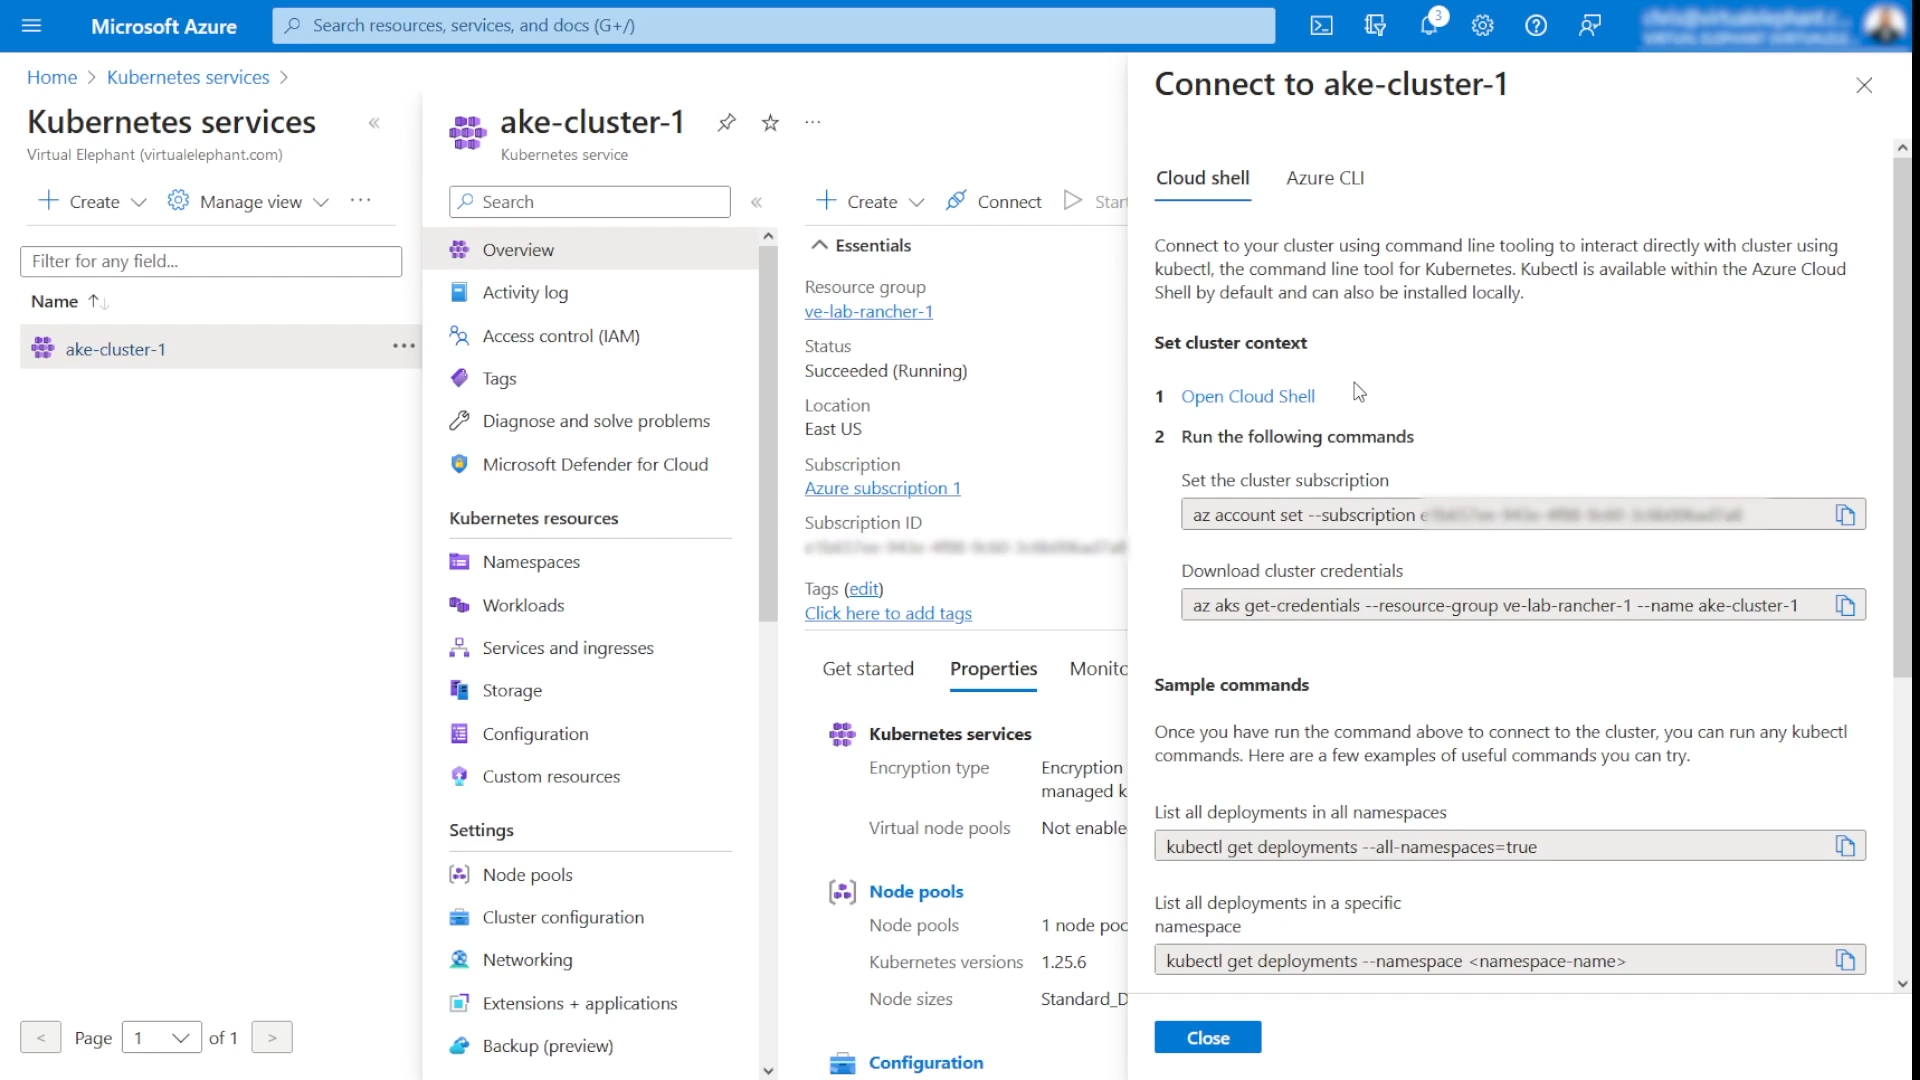 Microsoft Azure
Search resources, services, and docs (G+/)
3
Home > Kubernetes services >
Kubernetes services
Virtual Elephant (virtualelephant.com)
Create
Manage view
Filter for any field...
Name
ake-cluster-1
< Page 1 of 1 >
ake-cluster-1
Kubernetes service
Search
Overview
Activity log
Access control (IAM)
Tags
Diagnose and solve problems
Microsoft Defender for Cloud
Kubernetes resources
Namespaces
Workloads
Services and ingresses
Storage
Configuration
Custom resources
Settings
Node pools
Cluster configuration
Networking
Extensions + applications
Backup (preview)
Create
Connect
Start
Essentials
Resource group
ve-lab-rancher-1
Status
Succeeded (Running)
Location
East US
Subscription
Azure subscription 1
Subscription ID
Tags (edit)
Click here to add tags
Get started
Properties
Monito
Kubernetes services
Encryption type
Encryption
managed k
Virtual node pools
Not enable
Node pools
Node pools
1 node poo
Kubernetes versions
1.25.6
Node sizes
Standard_D
Configuration
Connect to ake-cluster-1
Cloud shell
Azure CLI
Connect to your cluster using command line tooling to interact directly with cluster using
kubectl, the command line tool for Kubernetes. Kubectl is available within the Azure Cloud
Shell by default and can also be installed locally.
Set cluster context
1 Open Cloud Shell
2 Run the following commands
Set the cluster subscription
az account set --subscription
Download cluster credentials
az aks get-credentials --resource-group ve-lab-rancher-1 --name ake-cluster-1
Sample commands
Once you have run the command above to connect to the cluster, you can run any kubectl
commands. Here are a few examples of useful commands you can try.
List all deployments in all namespaces
kubectl get deployments --all-namespaces=true
List all deployments in a specific
namespace
kubectl get deployments --namespace <namespace-name>
Close